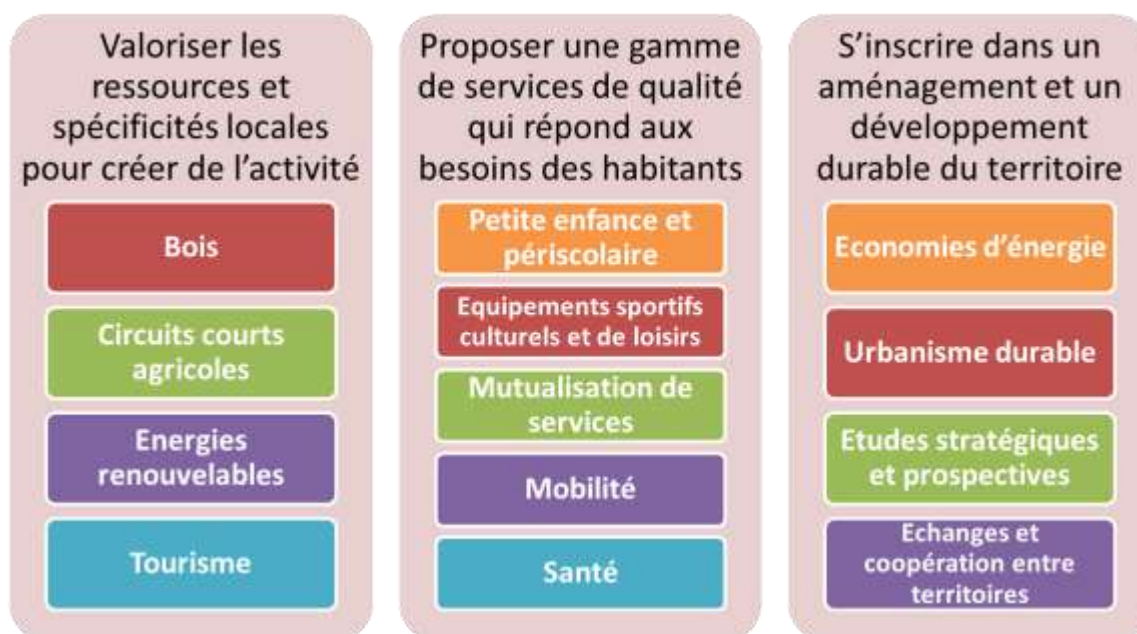 Valoriser les
ressources et
spécificités locales
pour créer de l'activité
Bois
Circuits courts
agricoles
Energies
renouvelables
Tourisme
Proposer une gamme
de services de qualité
qui répond aux
besoins des habitants
Petite enfance et
périscolaire
Equipements sportifs
culturels et de loisirs
Mutualisation de
services
Mobilité
Santé
S'inscrire dans un
aménagement et un
développement
durable du territoire
Economies d'énergie
Urbanisme durable
Etudes stratégiques
et prospectives
Echanges et
coopération entre
territoires